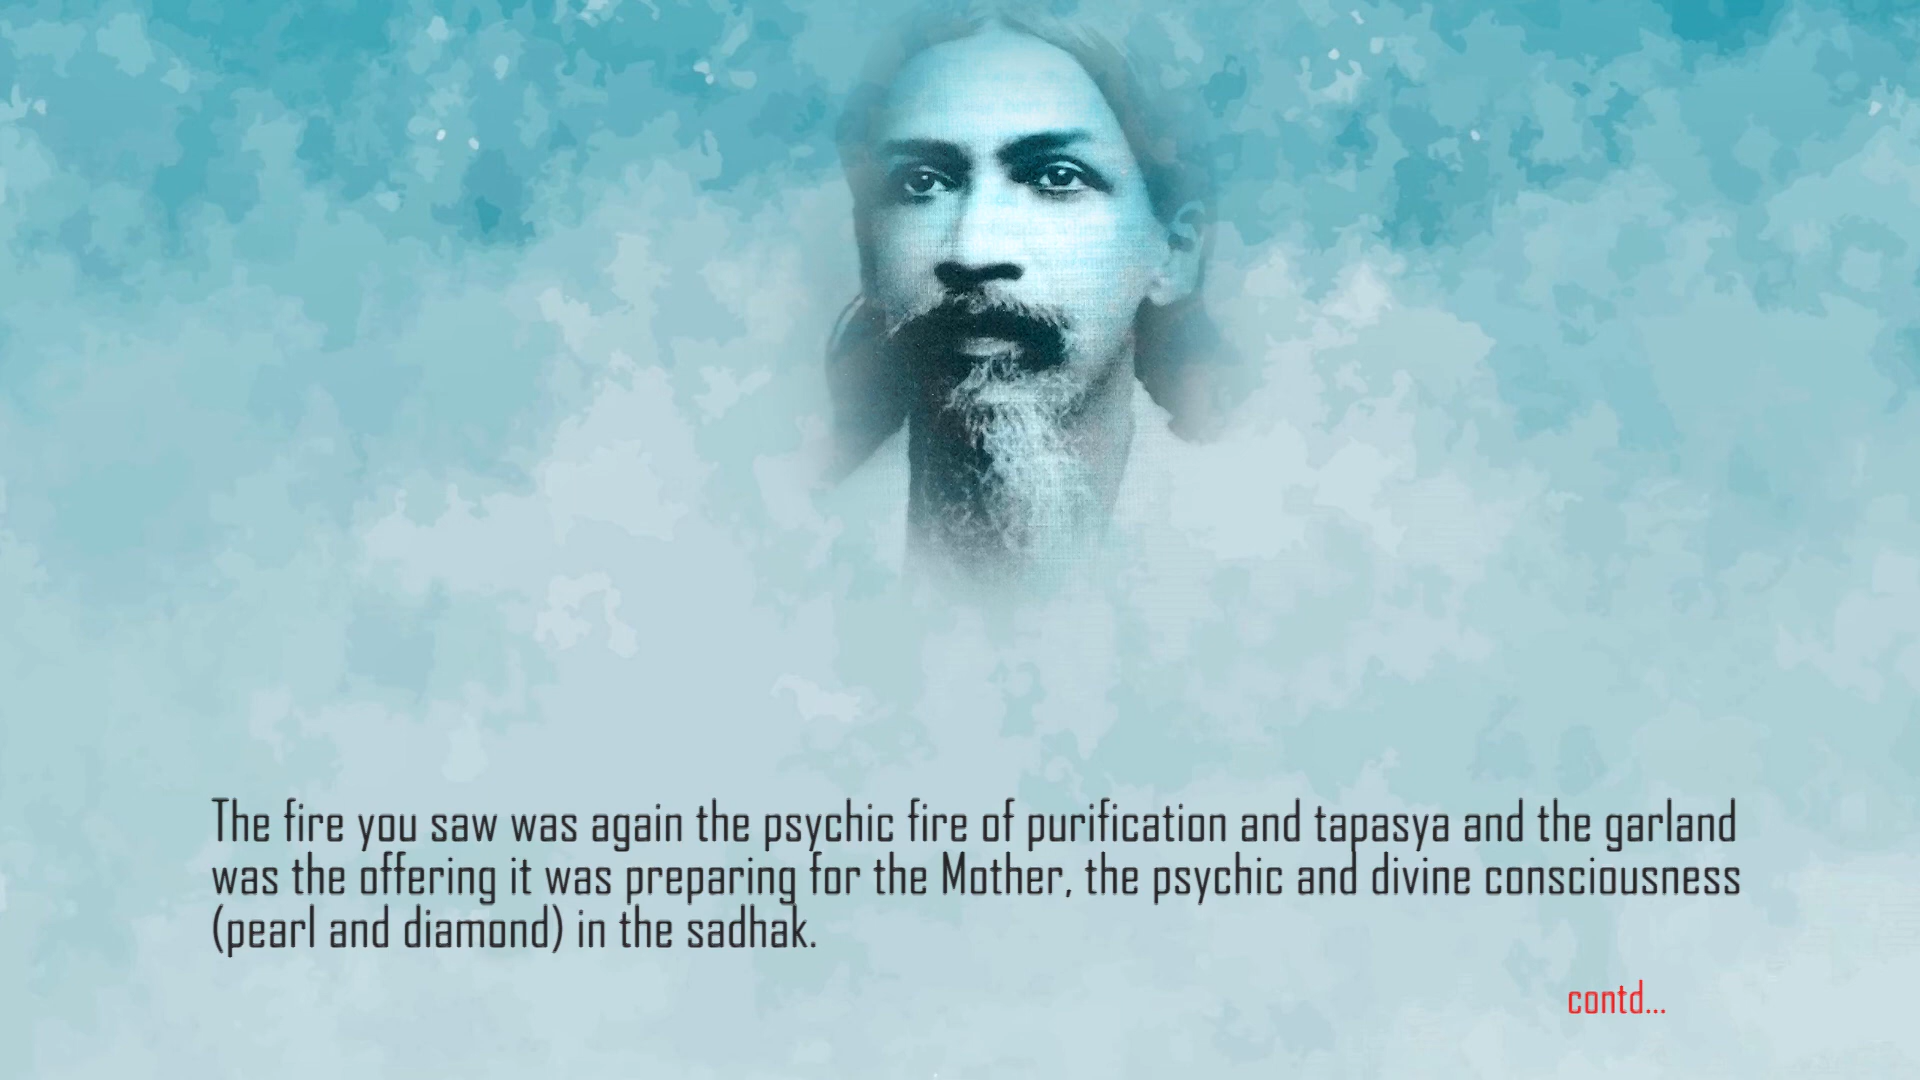 The fire you saw was again the psychic fire of purification and tapasya and the garland
was the offering it was preparing for the Mother, the psychic and divine consciousness
(pearl and diamond) in the sadhak.
contd...